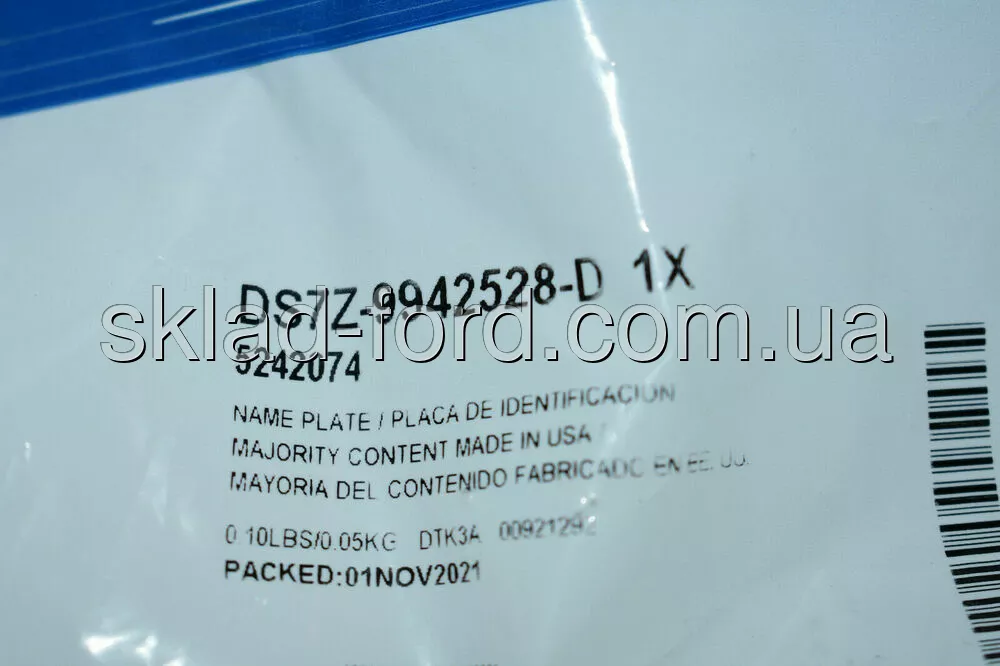 DS7Z-9942528-D 1X
sklad-ford.com.ua
5242074
NAME PLATE / PLACA DE IDENTIFICACION
MAJORITY CONTENT MADE IN USA
MAYORIA DEL CONTENIDO FABRICADO EN EE. UU.
0.10LBS/0.05KG DTK3A 00921292
PACKED:01NOV2021